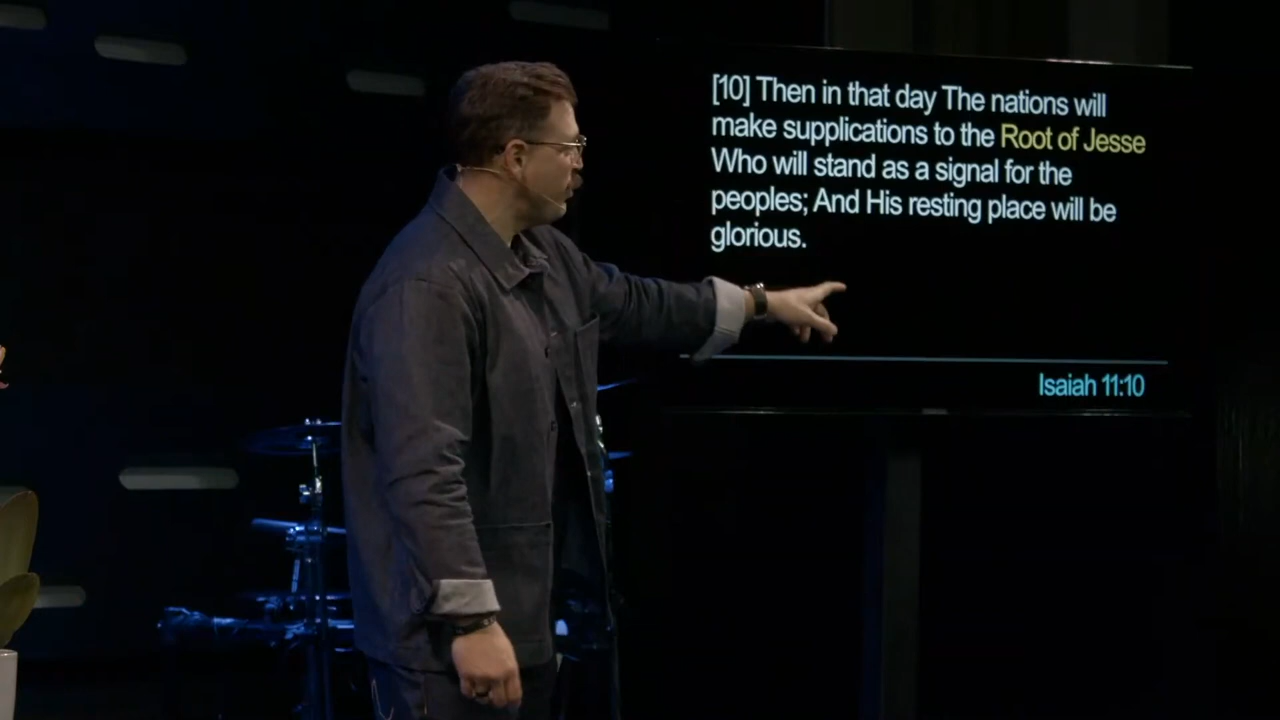 [10] Then in that day The nations will
make supplications to the Root of Jesse
Who will stand as a signal for the
peoples; And His resting place will be
glorious.
Isaiah 11:10